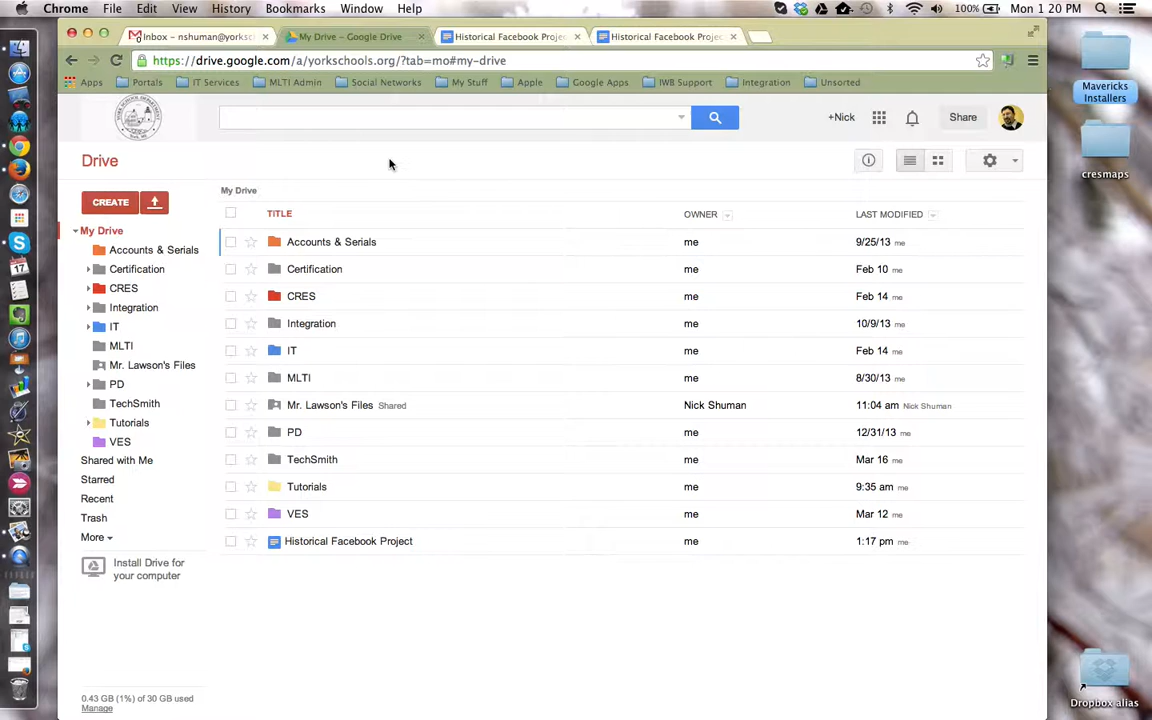 Chrome File Edit View History Bookmarks Window Help 100% Mon 1 20 PM
Inbox – nshuman@yorksc My Drive – Google Drive Historical Facebook Projec Historical Facebook Projec
https://drive.google.com/a/yorkschools.org/?tab=mo#my-drive
Apps Portals IT Services MLTI Admin Social Networks My Stuff Apple Google Apps IWB Support Integration Unsorted
+Nick Share
Drive
CREATE
My Drive
Accounts & Serials
Certification
CRES
Integration
IT
MLTI
Mr. Lawson's Files
PD
TechSmith
Tutorials
VES
Shared with Me
Starred
Recent
Trash
More
Install Drive for
your computer
0.43 GB (1%) of 30 GB used
Manage
My Drive
TITLE OWNER LAST MODIFIED
Accounts & Serials me 9/25/13 me
Certification me Feb 10 me
CRES me Feb 14 me
Integration me 10/9/13 me
IT me Feb 14 me
MLTI me 8/30/13 me
Mr. Lawson's Files Shared Nick Shuman 11:04 am Nick Shuman
PD me 12/31/13 me
TechSmith me Mar 16 me
Tutorials me 9:35 am me
VES me Mar 12 me
Historical Facebook Project me 1:17 pm me
Mavericks
Installers
cresmaps
Dropbox alias